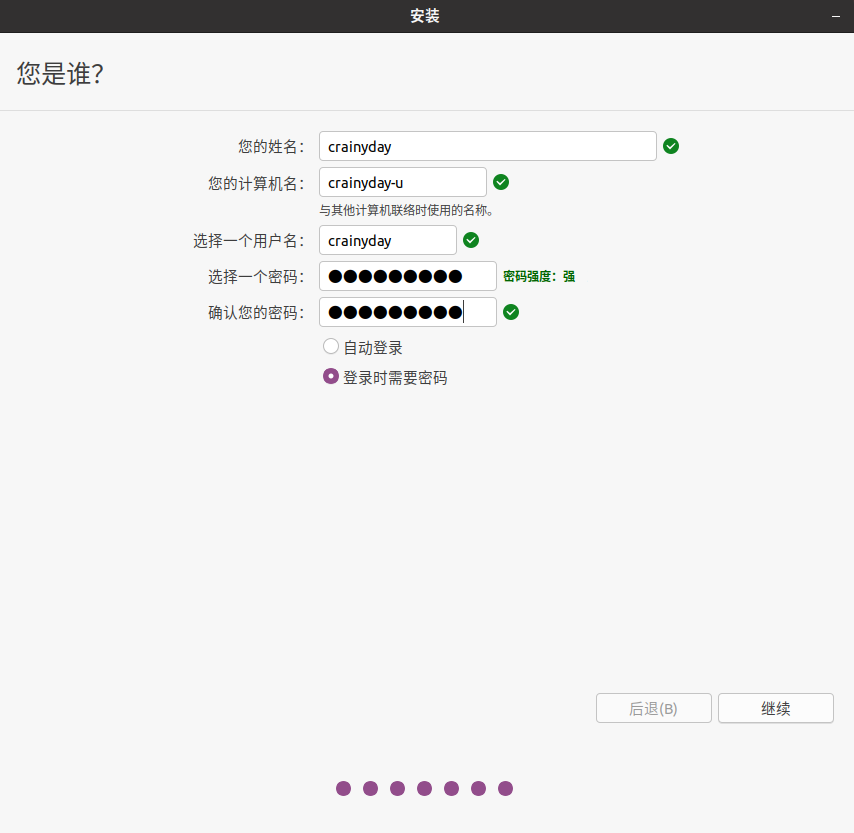 安装
您是谁？
您的姓名： crainyday
您的计算机名： crainyday-u
与其他计算机联络时使用的名称。
选择一个用户名： crainyday
选择一个密码： ●●●●●●●●● 密码强度：强
确认您的密码： ●●●●●●●●●
自动登录
登录时需要密码
后退(B) 继续